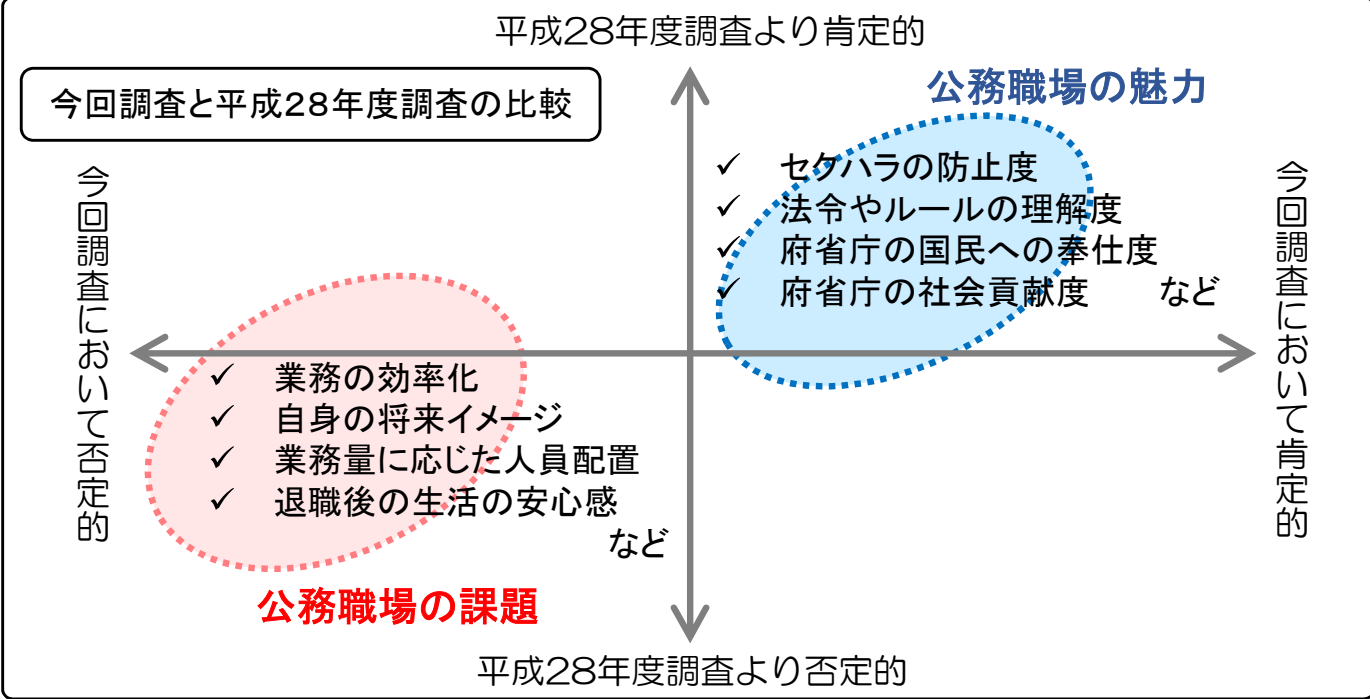 平成28年度調査より肯定的
今回調査と平成28年度調査の比較
公務職場の魅力
✓ セクハラの防止度
✓ 法令やルールの理解度
✓ 府省庁の国民への奉仕度
✓ 府省庁の社会貢献度 など
今回調査において否定的
今回調査において肯定的
✓ 業務の効率化
✓ 自身の将来イメージ
✓ 業務量に応じた人員配置
✓ 退職後の生活の安心感
など
公務職場の課題
平成28年度調査より否定的